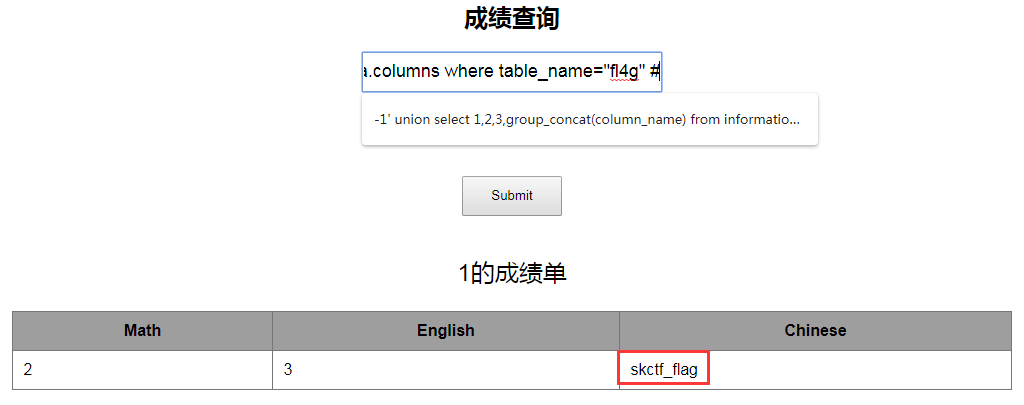 成绩查询
a.columns where table_name="fl4g" #
-1' union select 1,2,3,group_concat(column_name) from informatio...
Submit
1的成绩单
Math English Chinese
2 3 skctf_flag